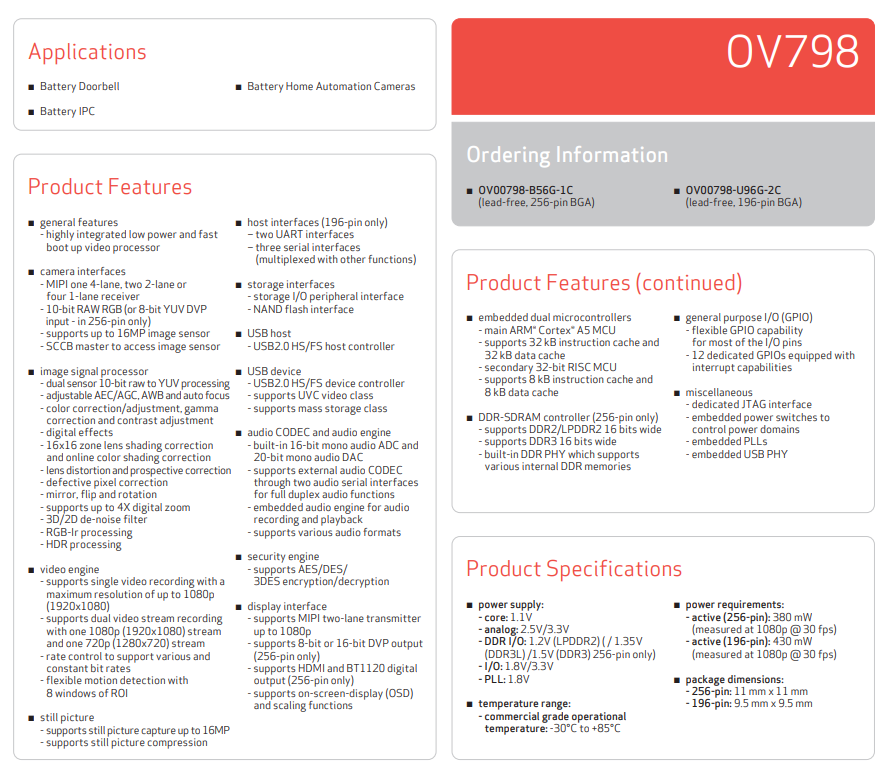 Applications
■ Battery Doorbell
■ Battery Home Automation Cameras
■ Battery IPC
Product Features
■ general features
- highly integrated low power and fast
boot up video processor
■ camera interfaces
- MIPI one 4-lane, two 2-lane or
four 1-lane receiver
- 10-bit RAW RGB (or 8-bit YUV DVP
input - in 256-pin only)
- supports up to 16MP image sensor
- SCCB master to access image sensor
■ image signal processor
- dual sensor 10-bit raw to YUV processing
- adjustable AEC/AGC, AWB and auto focus
- color correction/adjustment, gamma
correction and contrast adjustment
- digital effects
- 16x16 zone lens shading correction
and online color shading correction
- lens distortion and prospective correction
- defective pixel correction
- mirror, flip and rotation
- supports up to 4X digital zoom
- 3D/2D de-noise filter
- RGB-Ir processing
- HDR processing
■ video engine
- supports single video recording with a
maximum resolution of up to 1080p
(1920x1080)
- supports dual video stream recording
with one 1080p (1920x1080) stream
and one 720p (1280x720) stream
- rate control to support various and
constant bit rates
- flexible motion detection with
8 windows of ROI
■ still picture
- supports still picture capture up to 16MP
- supports still picture compression
■ host interfaces (196-pin only)
– two UART interfaces
– three serial interfaces
(multiplexed with other functions)
■ storage interfaces
- storage I/O peripheral interface
- NAND flash interface
■ USB host
- USB2.0 HS/FS host controller
■ USB device
- USB2.0 HS/FS device controller
- supports UVC video class
- supports mass storage class
■ audio CODEC and audio engine
- built-in 16-bit mono audio ADC and
20-bit mono audio DAC
- supports external audio CODEC
through two audio serial interfaces
for full duplex audio functions
- embedded audio engine for audio
recording and playback
- supports various audio formats
■ security engine
- supports AES/DES/
3DES encryption/decryption
■ display interface
- supports MIPI two-lane transmitter
up to 1080p
- supports 8-bit or 16-bit DVP output
(256-pin only)
- supports HDMI and BT1120 digital
output (256-pin only)
- supports on-screen-display (OSD)
and scaling functions
OV798
Ordering Information
■ OV00798-B56G-1C
(lead-free, 256-pin BGA)
■ OV00798-U96G-2C
(lead-free, 196-pin BGA)
Product Features (continued)
■ embedded dual microcontrollers
- main ARM® Cortex™ A5 MCU
- supports 32 kB instruction cache and
32 kB data cache
- secondary 32-bit RISC MCU
- supports 8 kB instruction cache and
8 kB data cache
■ DDR-SDRAM controller (256-pin only)
- supports DDR2/LPDDR2 16 bits wide
- supports DDR3 16 bits wide
- built-in DDR PHY which supports
various internal DDR memories
■ general purpose I/O (GPIO)
- flexible GPIO capability
for most of the I/O pins
- 12 dedicated GPIOs equipped with
interrupt capabilities
■ miscellaneous
- dedicated JTAG interface
- embedded power switches to
control power domains
- embedded PLLs
- embedded USB PHY
Product Specifications
■ power supply:
- core: 1.1V
- analog: 2.5V/3.3V
- DDR I/O: 1.2V (LPDDR2) ( / 1.35V
(DDR3L) /1.5V (DDR3) 256-pin only)
- I/O: 1.8V/3.3V
- PLL: 1.8V
■ temperature range:
- commercial grade operational
temperature: -30°C to +85°C
■ power requirements:
- active (256-pin): 380 mW
(measured at 1080p @ 30 fps)
- active (196-pin): 430 mW
(measured at 1080p @ 30 fps)
■ package dimensions:
- 256-pin: 11 mm x 11 mm
- 196-pin: 9.5 mm x 9.5 mm